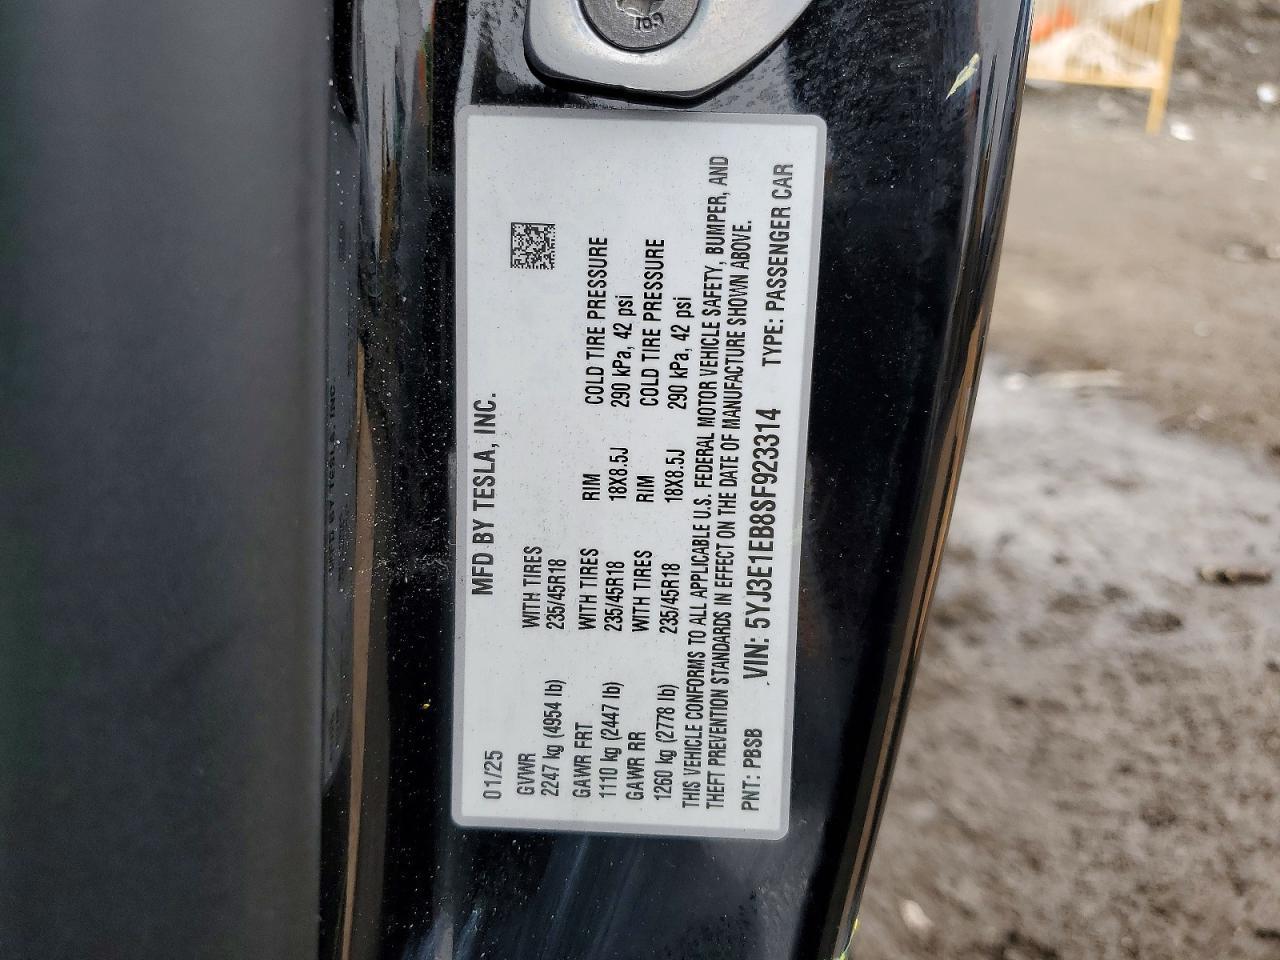 01/25 MFD BY TESLA, INC.
GVWR WITH TIRES
2247 kg (4954 lb) 235/45R18
GAWR FRT WITH TIRES RIM COLD TIRE PRESSURE
1110 kg (2447 lb) 235/45R18 18X8.5J 290 kPa, 42 psi
GAWR RR WITH TIRES RIM COLD TIRE PRESSURE
1260 kg (2778 lb) 235/45R18 18X8.5J 290 kPa, 42 psi
THIS VEHICLE CONFORMS TO ALL APPLICABLE U.S. FEDERAL MOTOR VEHICLE SAFETY, BUMPER, AND
THEFT PREVENTION STANDARDS IN EFFECT ON THE DATE OF MANUFACTURE SHOWN ABOVE.
PNT: PBSB VIN: 5YJ3E1EB8SF923314 TYPE: PASSENGER CAR